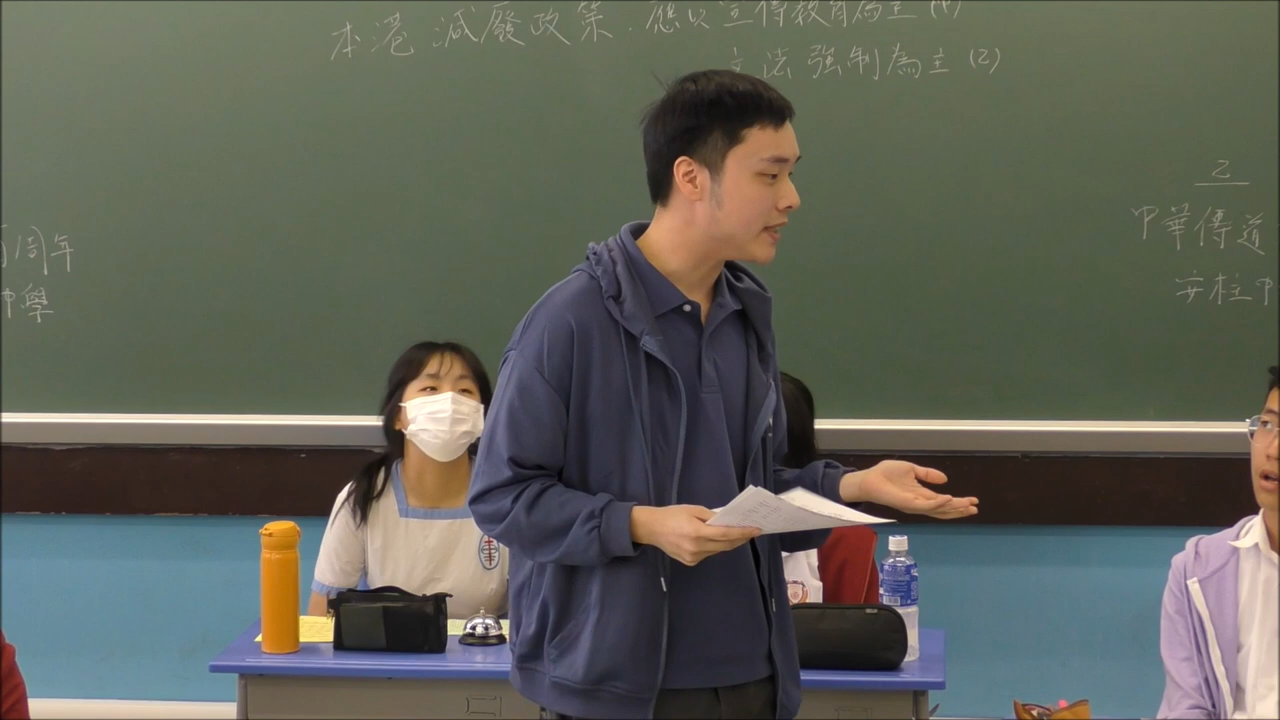 本港減廢政策.應以宣傳教育為主(1)
立法強制為主(2)
周年
中學
乙
中華傳道
安柱中